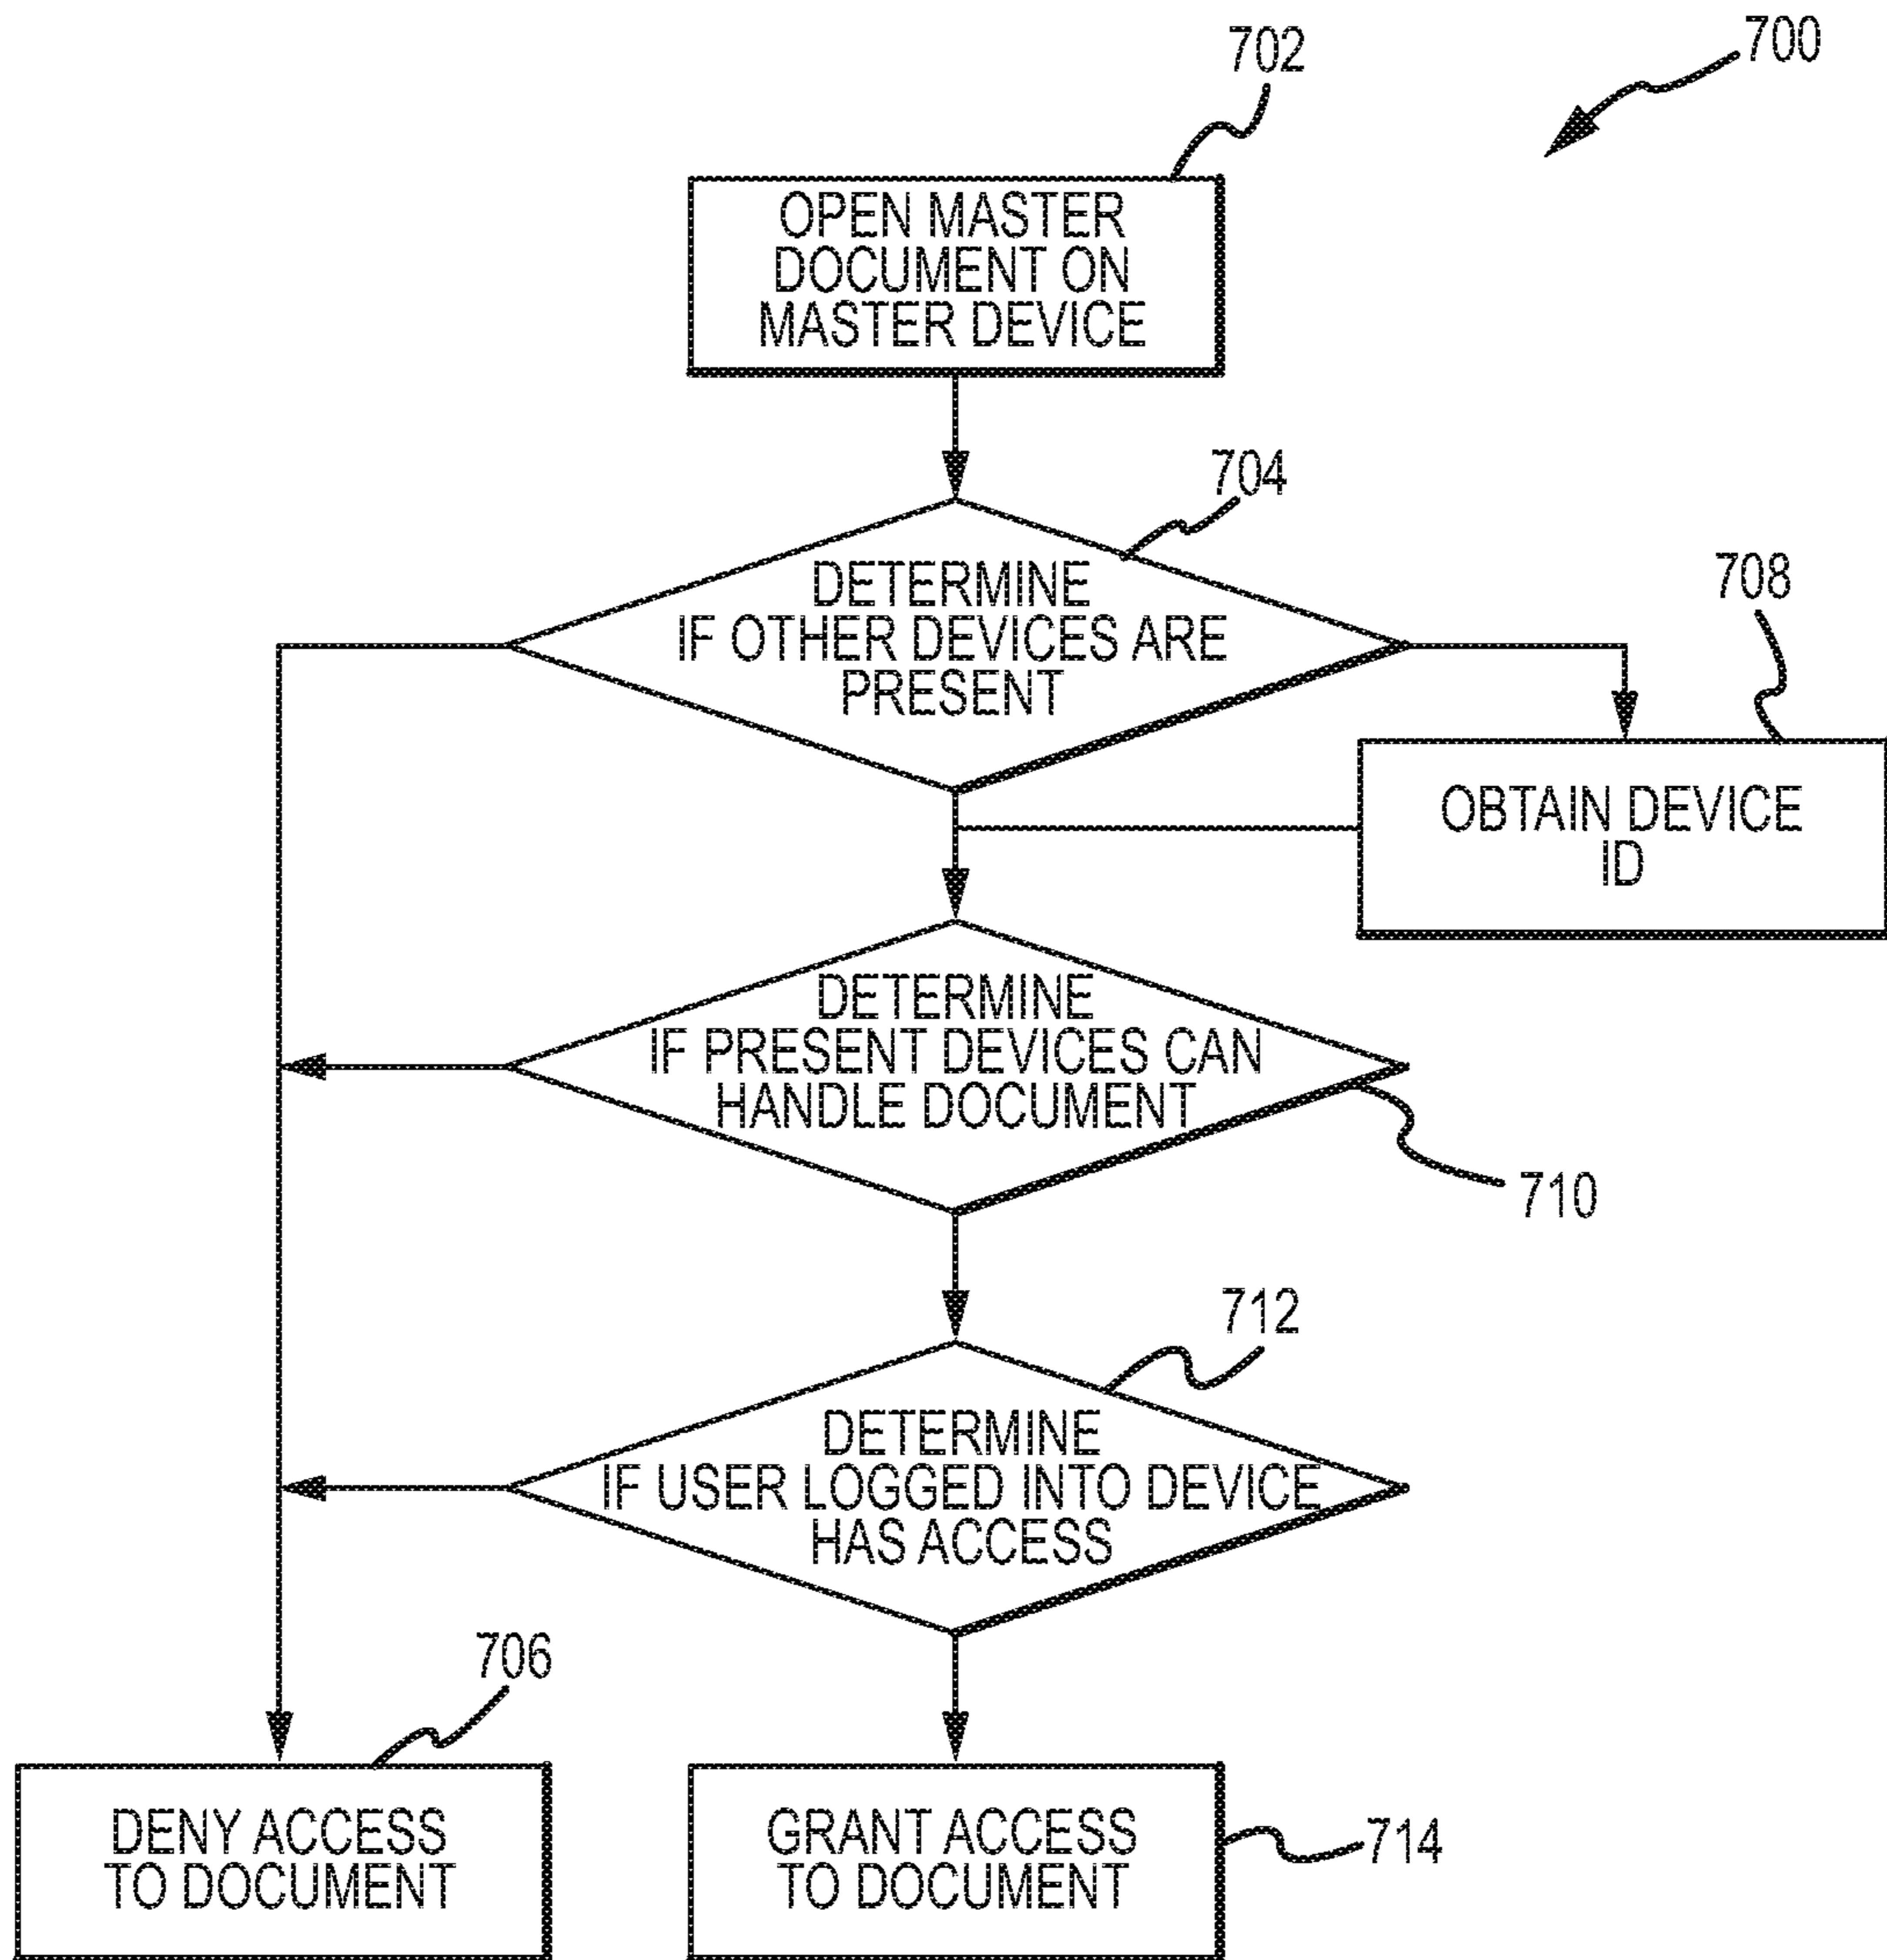 700
702
OPEN MASTER
DOCUMENT ON
MASTER DEVICE
704
DETERMINE
IF OTHER DEVICES ARE
PRESENT
708
OBTAIN DEVICE
ID
DETERMINE
IF PRESENT DEVICES CAN
HANDLE DOCUMENT
710
712
DETERMINE
IF USER LOGGED INTO DEVICE
HAS ACCESS
706
DENY ACCESS
TO DOCUMENT
GRANT ACCESS
TO DOCUMENT
714